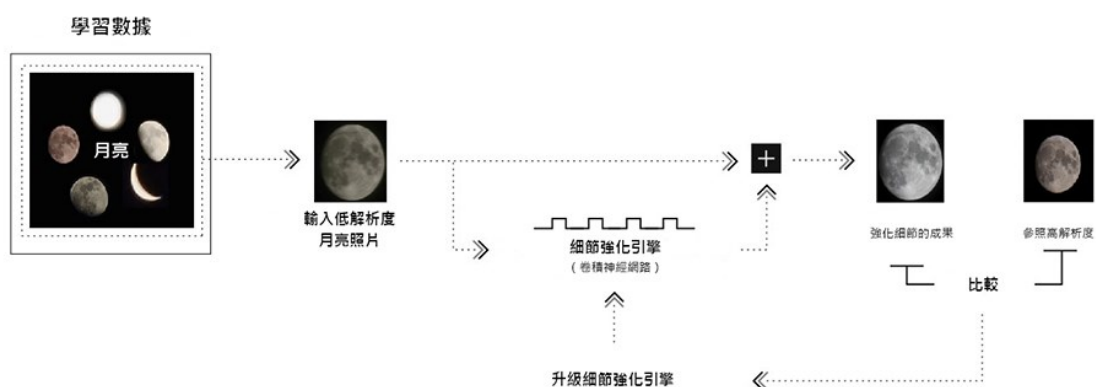 學習數據
月亮
輸入低解析度
月亮照片
細節強化引擎
(卷積神經網路)
強化細節的成果
參照高解析度
比較
升級細節強化引擎